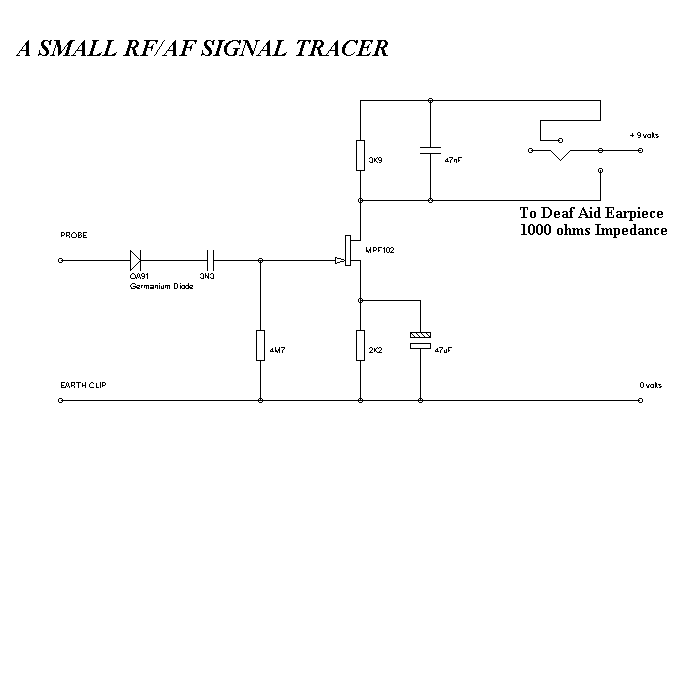 A SMALL RF/AF SIGNAL TRACER
+ 9 volts
3K9
47nF
To Deaf Aid Earpiece
1000 ohms Impedance
PROBE
MPF102
OA91
3N3
Germanium Diode
4M7
2K2
47uF
EARTH CLIP
0 volts